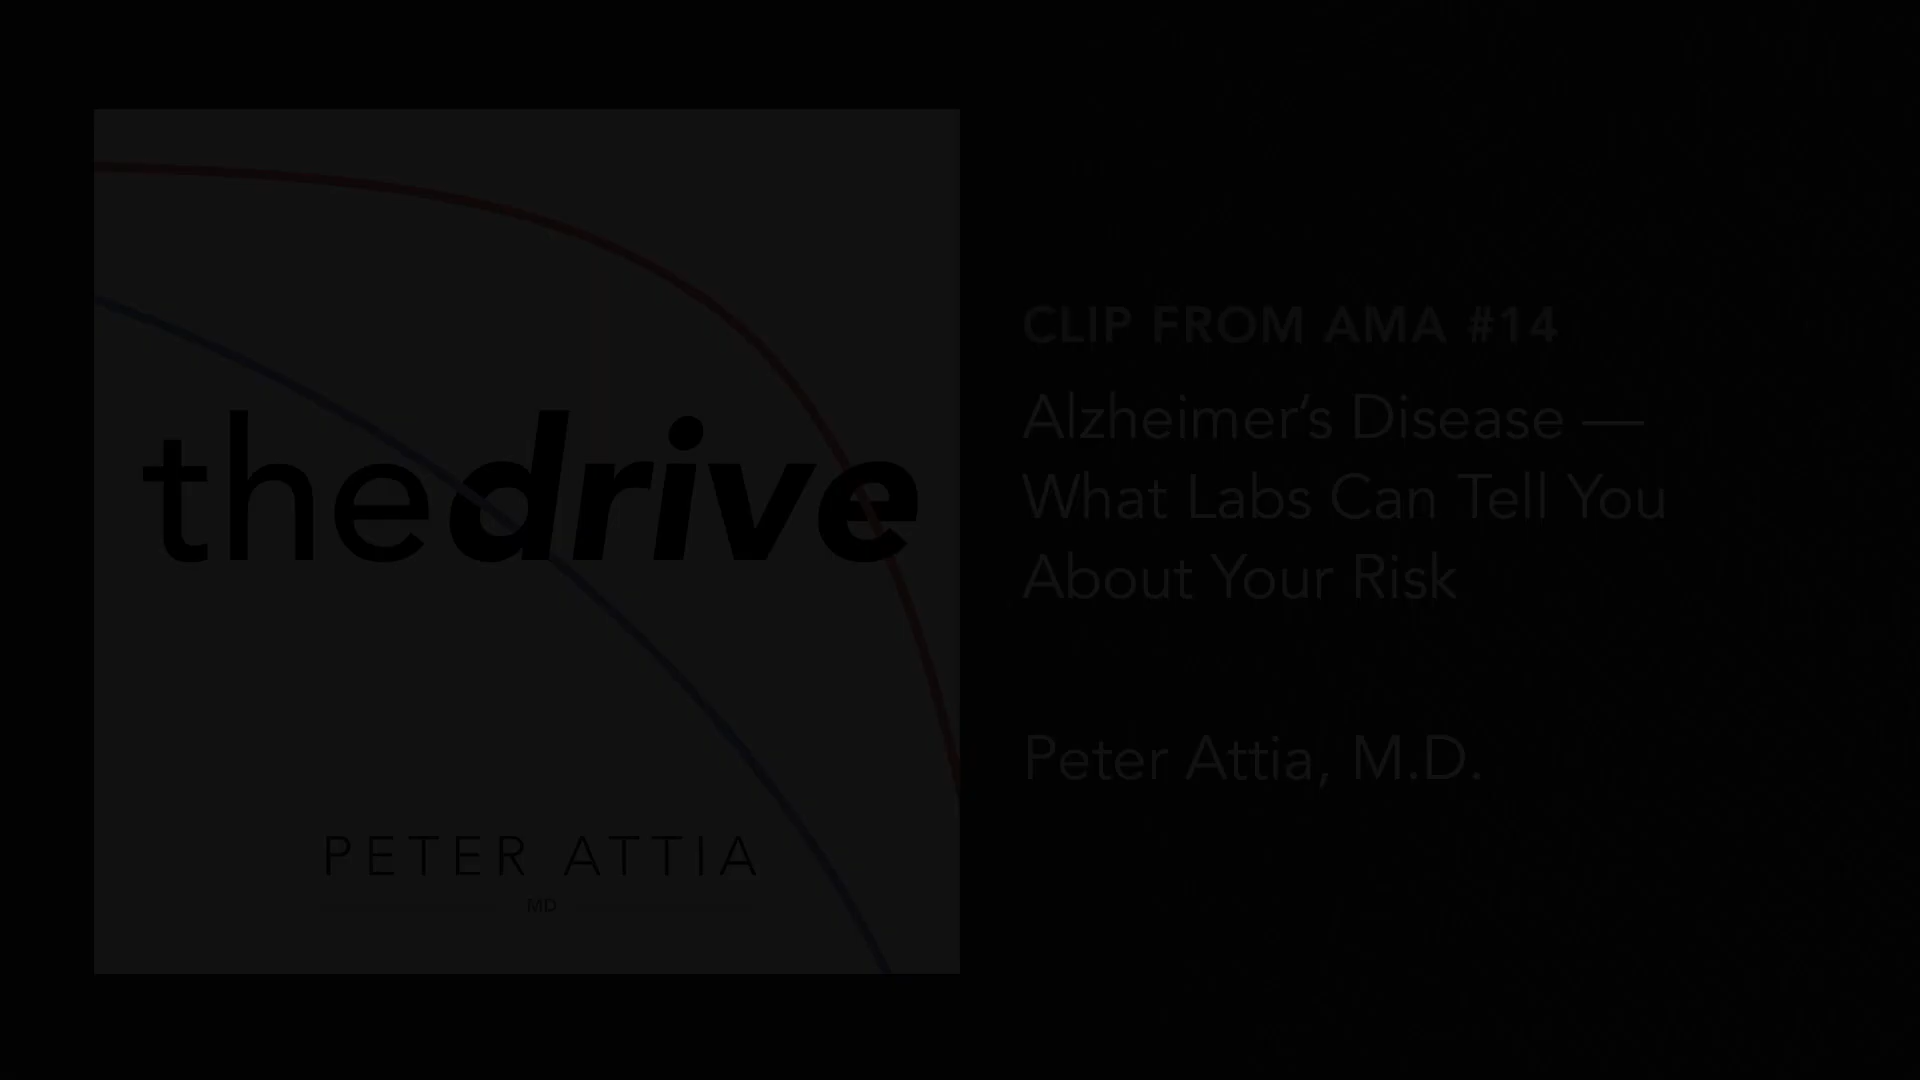 thedrive
PETER ATTIA
MD
CLIP FROM AMA #14
Alzheimer’s Disease —
What Labs Can Tell You
About Your Risk
Peter Attia, M.D.